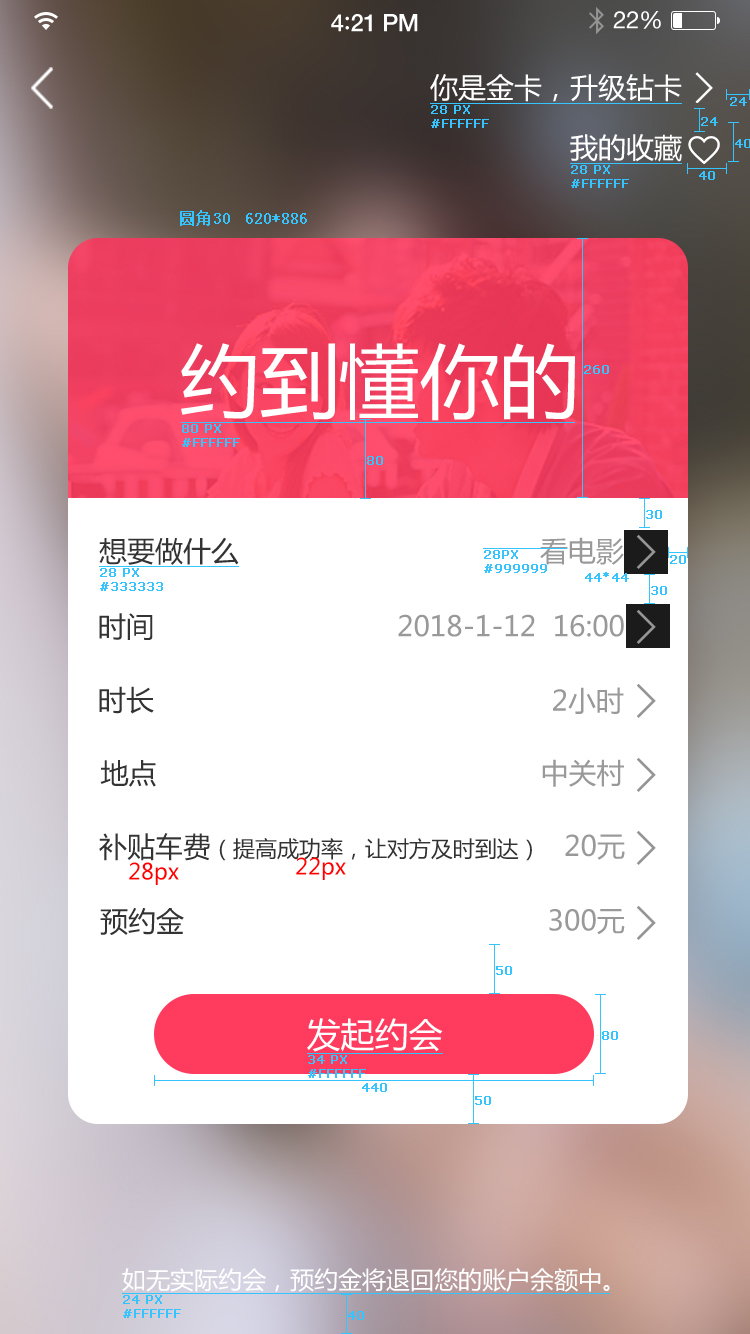 4:21 PM
22%
你是金卡，升级钻卡
28 PX
#FFFFFF
24
24
我的收藏
28 PX
#FFFFFF
40
40
圆角30 620*886
约到懂你的
80 PX
#FFFFFF
260
80
30
想要做什么
28 PX
#333333
看电影
28PX
#999999
44*44
20
30
时间
2018-1-12 16:00
时长
2小时
地点
中关村
补贴车费（提高成功率，让对方及时到达）
20元
28px
22px
预约金
300元
50
发起约会
34 PX
#FFFFFF
80
440
50
如无实际约会，预约金将退回您的账户余额中。
24 PX
#FFFFFF
40